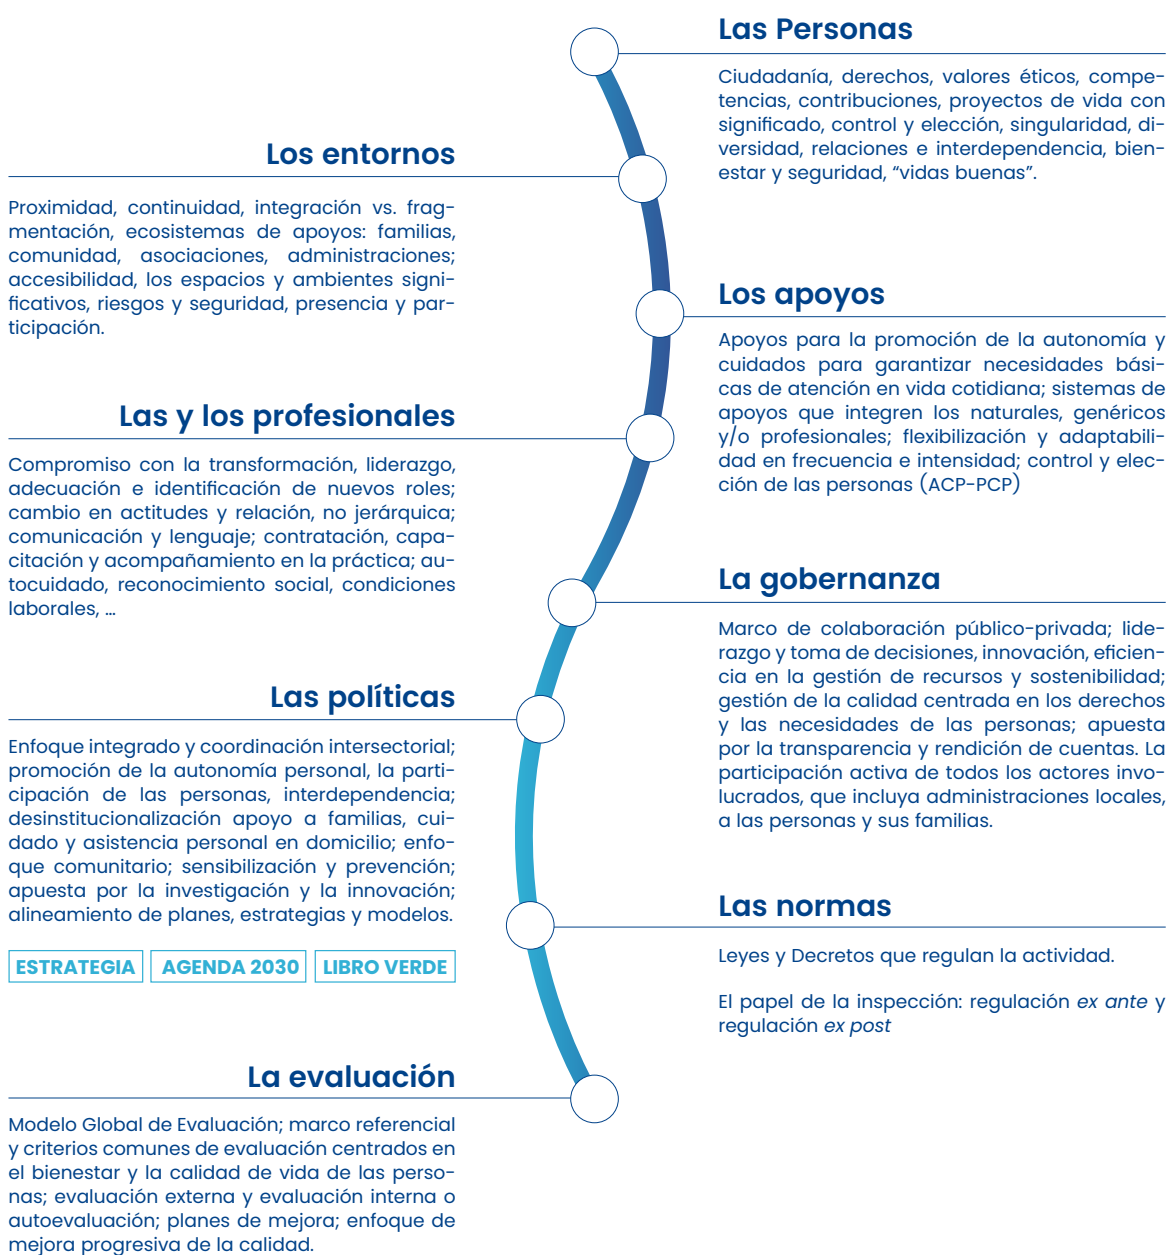 Las Personas
Ciudadanía, derechos, valores éticos, compe-
tencias, contribuciones, proyectos de vida con
significado, control y elección, singularidad, di-
versidad, relaciones e interdependencia, bien-
estar y seguridad, “vidas buenas”.
Los entornos
Proximidad, continuidad, integración vs. frag-
mentación, ecosistemas de apoyos: familias,
comunidad, asociaciones, administraciones;
accesibilidad, los espacios y ambientes signi-
ficativos, riesgos y seguridad, presencia y par-
ticipación.
Los apoyos
Apoyos para la promoción de la autonomía y
cuidados para garantizar necesidades bási-
cas de atención en vida cotidiana; sistemas de
apoyos que integren los naturales, genéricos
y/o profesionales; flexibilización y adaptabili-
dad en frecuencia e intensidad; control y elec-
ción de las personas (ACP-PCP)
Las y los profesionales
Compromiso con la transformación, liderazgo,
adecuación e identificación de nuevos roles;
cambio en actitudes y relación, no jerárquica;
comunicación y lenguaje; contratación, capa-
citación y acompañamiento en la práctica; au-
tocuidado, reconocimiento social, condiciones
laborales, ...
La gobernanza
Marco de colaboración público-privada; lide-
razgo y toma de decisiones, innovación, eficien-
cia en la gestión de recursos y sostenibilidad;
gestión de la calidad centrada en los derechos
y las necesidades de las personas; apuesta
por la transparencia y rendición de cuentas. La
participación activa de todos los actores invo-
lucrados, que incluya administraciones locales,
a las personas y sus familias.
Las políticas
Enfoque integrado y coordinación intersectorial;
promoción de la autonomía personal, la parti-
cipación de las personas, interdependencia;
desinstitucionalización apoyo a familias, cui-
dado y asistencia personal en domicilio; enfo-
que comunitario; sensibilización y prevención;
apuesta por la investigación y la innovación;
alineamiento de planes, estrategias y modelos.
ESTRATEGIA AGENDA 2030 LIBRO VERDE
Las normas
Leyes y Decretos que regulan la actividad.
El papel de la inspección: regulación ex ante y
regulación ex post
La evaluación
Modelo Global de Evaluación; marco referencial
y criterios comunes de evaluación centrados en
el bienestar y la calidad de vida de las perso-
nas; evaluación externa y evaluación interna o
autoevaluación; planes de mejora; enfoque de
mejora progresiva de la calidad.